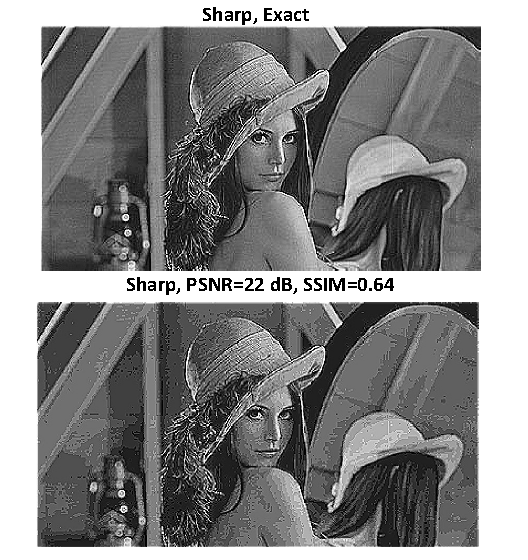 Sharp, Exact
Sharp, PSNR=22 dB, SSIM=0.64